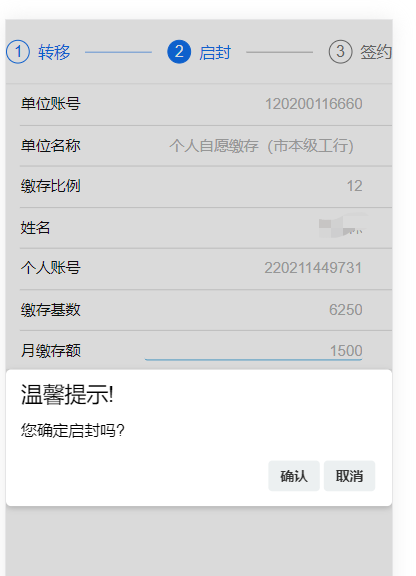 1 转移 2 启封 3 签约
单位账号 120200116660
单位名称 个人自愿缴存（市本级工行）
缴存比例 12
姓名
个人账号 220211449731
缴存基数 6250
月缴存额 1500
温馨提示!
您确定启封吗?
确认 取消